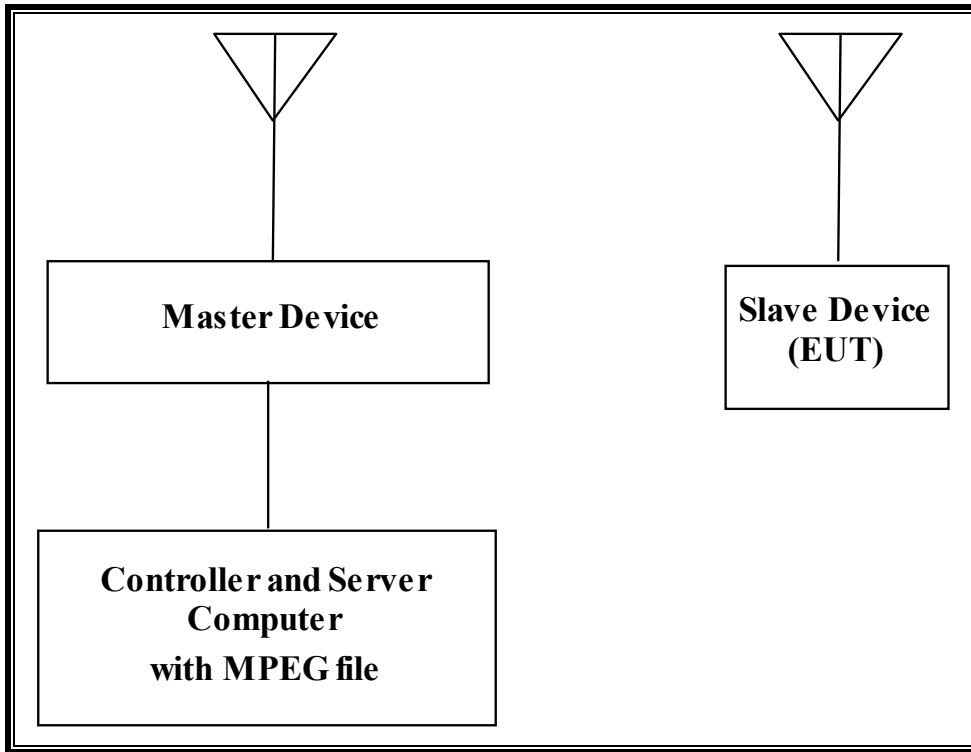 Master Device
Slave Device
(EUT)
Controller and Server
Computer
with MPEG file